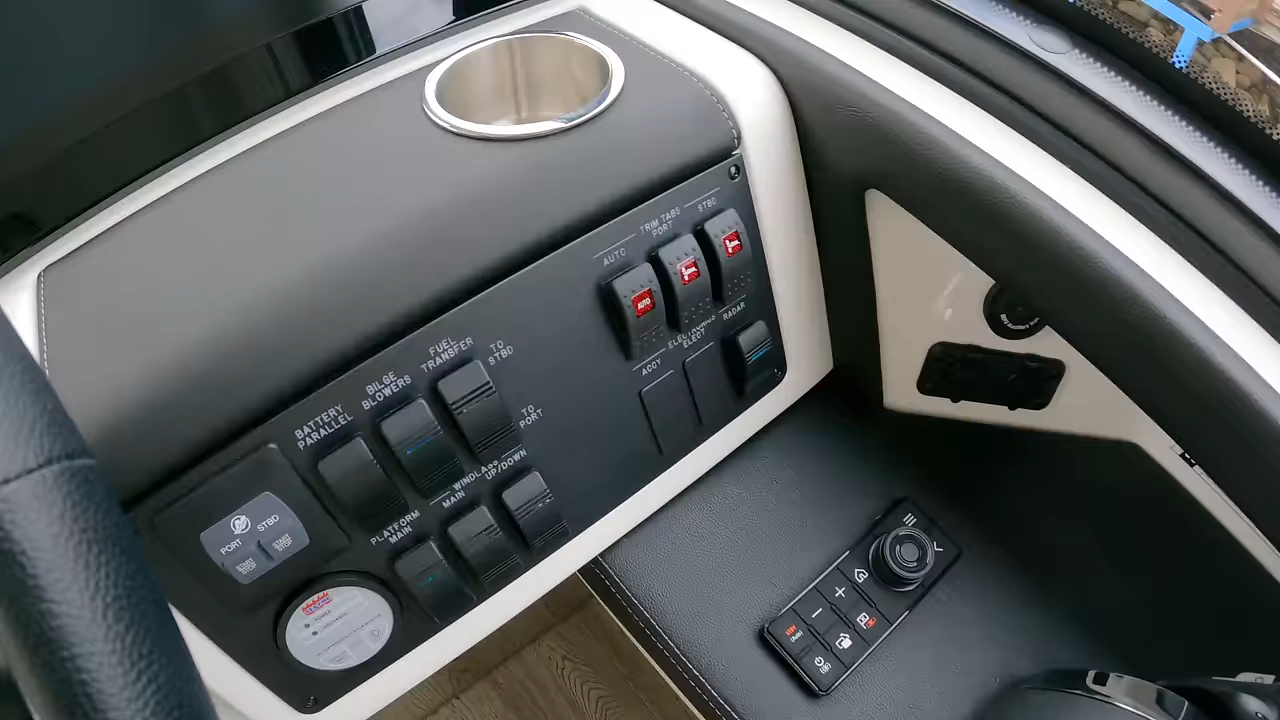 TRIM TABS
AUTO
PORT
STBD
AUTO
ELECT
ACCY
RADAR
FUEL
TRANSFER
TO
STBD
TO
PORT
BILGE
BLOWERS
BATTERY
PARALLEL
WINDLASS
MAIN
UP/DOWN
PLATFORM
MAIN
PORT
STBD
START
STOP
START
STOP
POWER